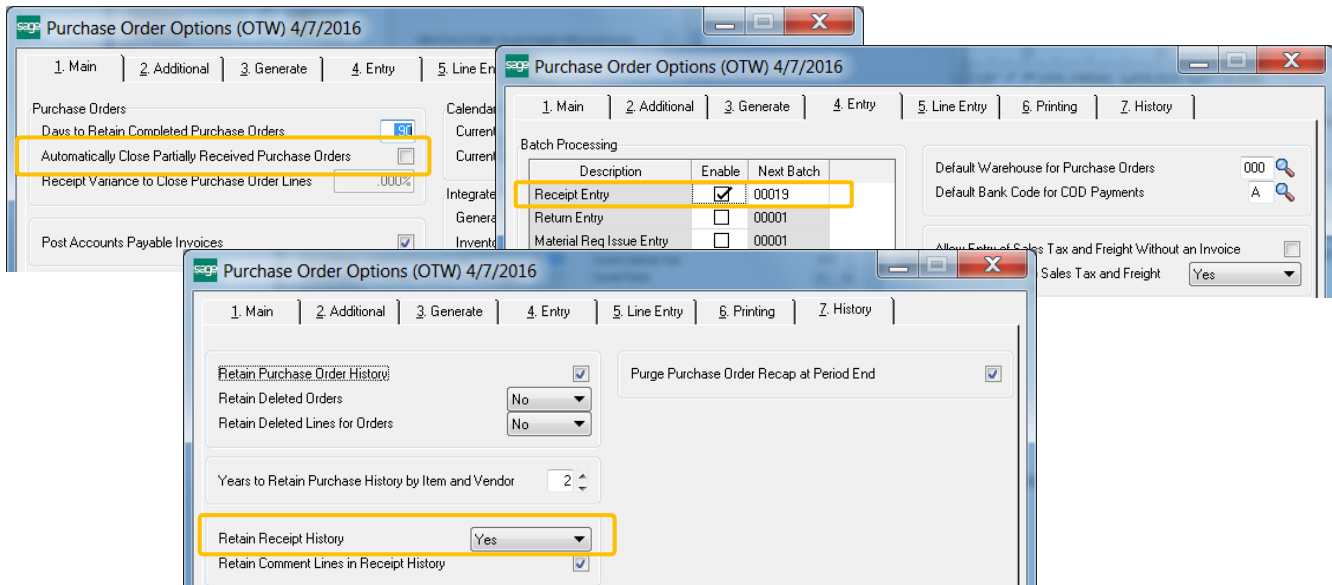 sage Purchase Order Options (OTW) 4/7/2016
1. Main 2. Additional 3. Generate 4. Entry 5. Line En
Purchase Orders
Days to Retain Completed Purchase Orders 90
Automatically Close Partially Received Purchase Orders
Receipt Variance to Close Purchase Order Lines .000%
Post Accounts Payable Invoices
Calendar
Current
Current
Integrate
Genera
Invento
sage Purchase Order Options (OTW) 4/7/2016
1. Main 2. Additional 3. Generate 4. Entry 5. Line Entry 6. Printing 7. History
Batch Processing
Description Enable Next Batch
Receipt Entry 00019
Return Entry 00001
Material Req Issue Entry 00001
Default Warehouse for Purchase Orders 000
Default Bank Code for COD Payments A
Allow Entry of Sales Tax and Freight Without an Invoice
Sales Tax and Freight Yes
sage Purchase Order Options (OTW) 4/7/2016
1. Main 2. Additional 3. Generate 4. Entry 5. Line Entry 6. Printing 7. History
Retain Purchase Order History
Retain Deleted Orders No
Retain Deleted Lines for Orders No
Years to Retain Purchase History by Item and Vendor 2
Retain Receipt History Yes
Retain Comment Lines in Receipt History
Purge Purchase Order Recap at Period End